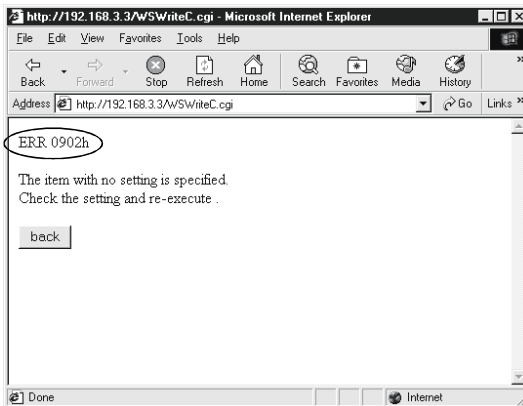 http://192.168.3.3/WSWriteC.cgi - Microsoft Internet Explorer
File Edit View Favorites Tools Help
Back Forward Stop Refresh Home Search Favorites Media History »
Address http://192.168.3.3/WSWriteC.cgi Go Links »
ERR 0902h
The item with no setting is specified.
Check the setting and re-execute .
back
Done Internet